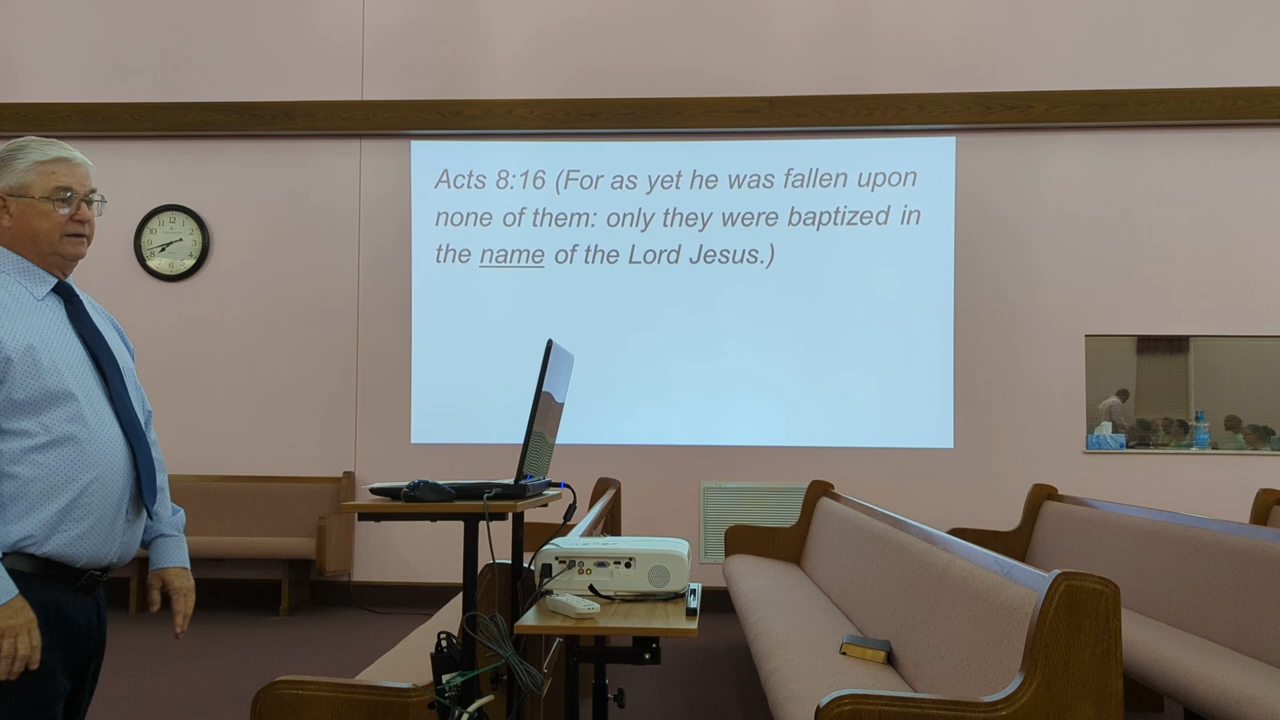 Acts 8:16 (For as yet he was fallen upon
none of them: only they were baptized in
the name of the Lord Jesus.)